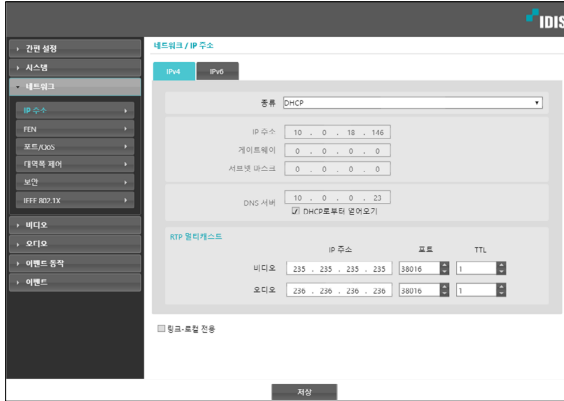 IDIS
네트워크 / IP 주소
간편 설정
시스템
네트워크
IP 주소
FEN
포트/QoS
대역폭 제어
보안
IEEE 802.1X
비디오
오디오
이벤트 동작
이벤트
IPv4 IPv6
종류 DHCP
IP 주소 10 . 0 . 18 . 146
게이트웨이 0 . 0 . 0 . 0
서브넷 마스크 0 . 0 . 0 . 0
DNS 서버 10 . 0 . 0 . 23
DHCP로부터 얻어오기
RTP 멀티캐스트
IP 주소 포트 TTL
비디오 235 . 235 . 235 . 235 38016 1
오디오 236 . 236 . 236 . 236 38016 1
링크-로컬 전용
저장